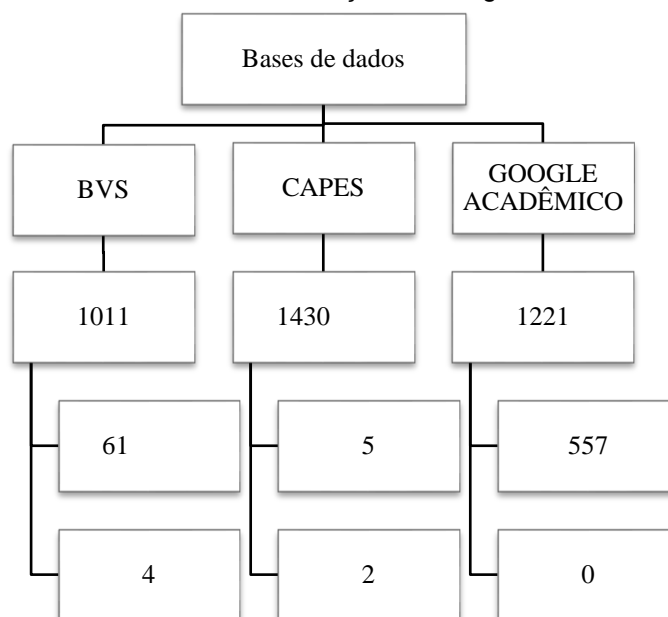 Bases de dados
BVS
CAPES
GOOGLE
ACADÊMICO
1011
1430
1221
61
5
557
4
2
0